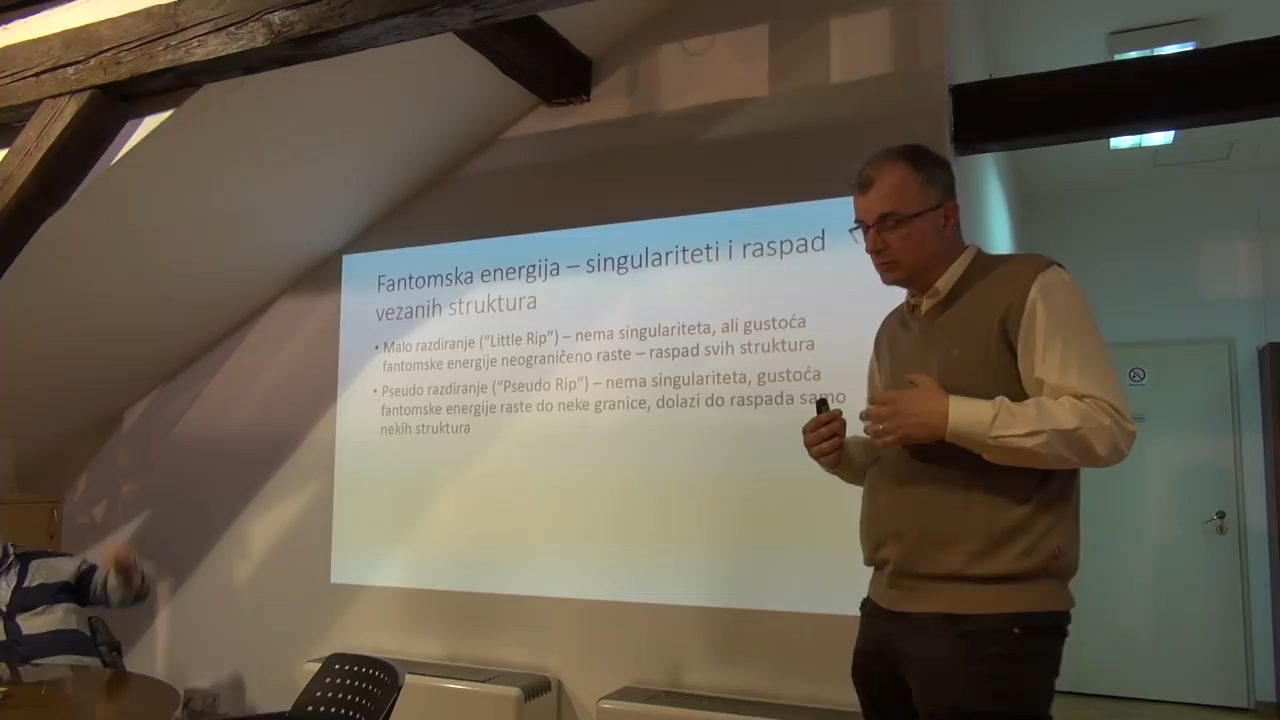 Fantomska energija – singulariteti i raspad
vezanih struktura
• Malo razdiranje (“Little Rip”) – nema singulariteta, ali gustoća
fantomske energije neograničeno raste – raspad svih struktura
• Pseudo razdiranje (“Pseudo Rip”) – nema singulariteta, gustoća
fantomske energije raste do neke granice, dolazi do raspada samo
nekih struktura